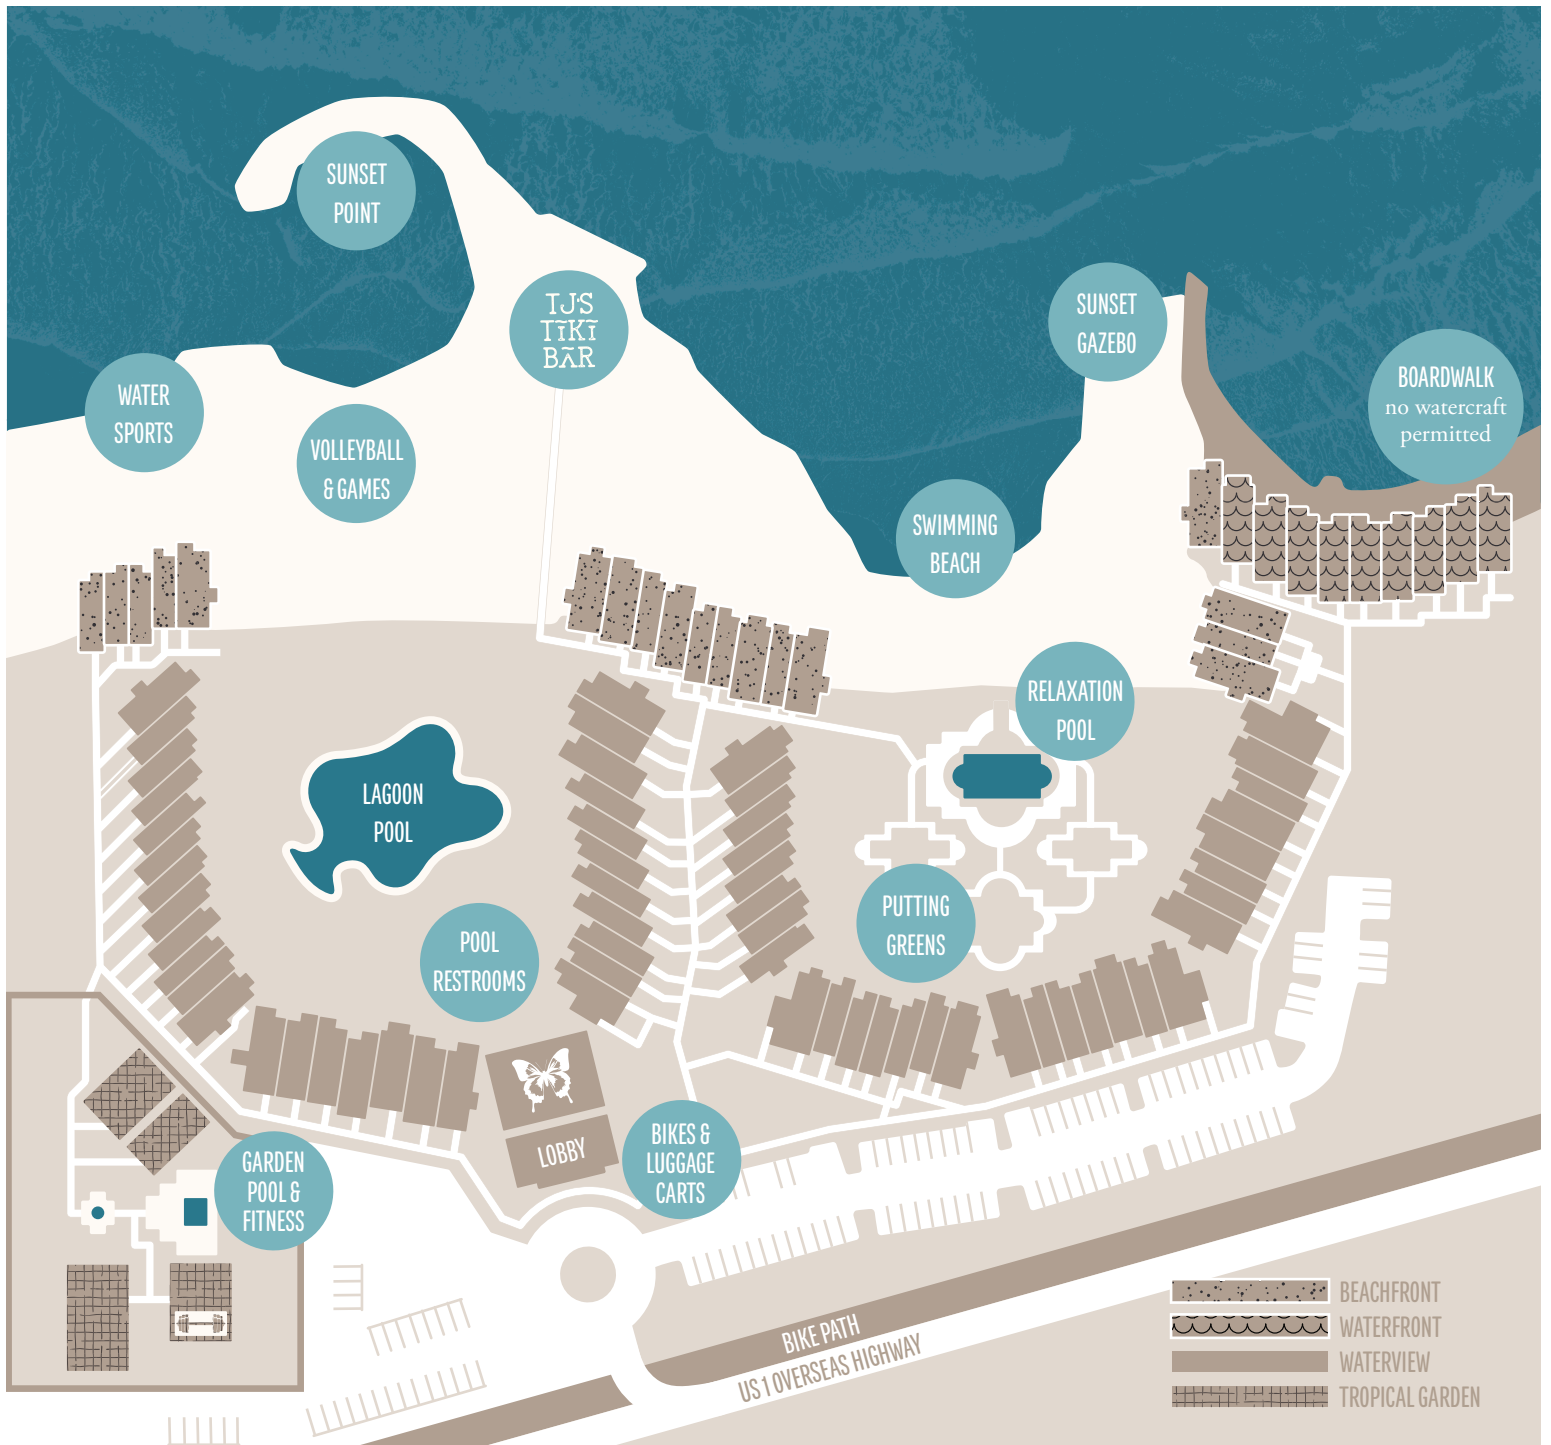 SUNSET
POINT
TJ'S
TIKI
BAR
SUNSET
GAZEBO
BOARDWALK
no watercraft
permitted
WATER
SPORTS
VOLLEYBALL
& GAMES
SWIMMING
BEACH
RELAXATION
POOL
LAGOON
POOL
PUTTING
GREENS
POOL
RESTROOMS
LOBBY
BIKES &
LUGGAGE
CARTS
GARDEN
POOL &
FITNESS
BIKE PATH
US 1 OVERSEAS HIGHWAY
BEACHFRONT
WATERFRONT
WATERVIEW
TROPICAL GARDEN